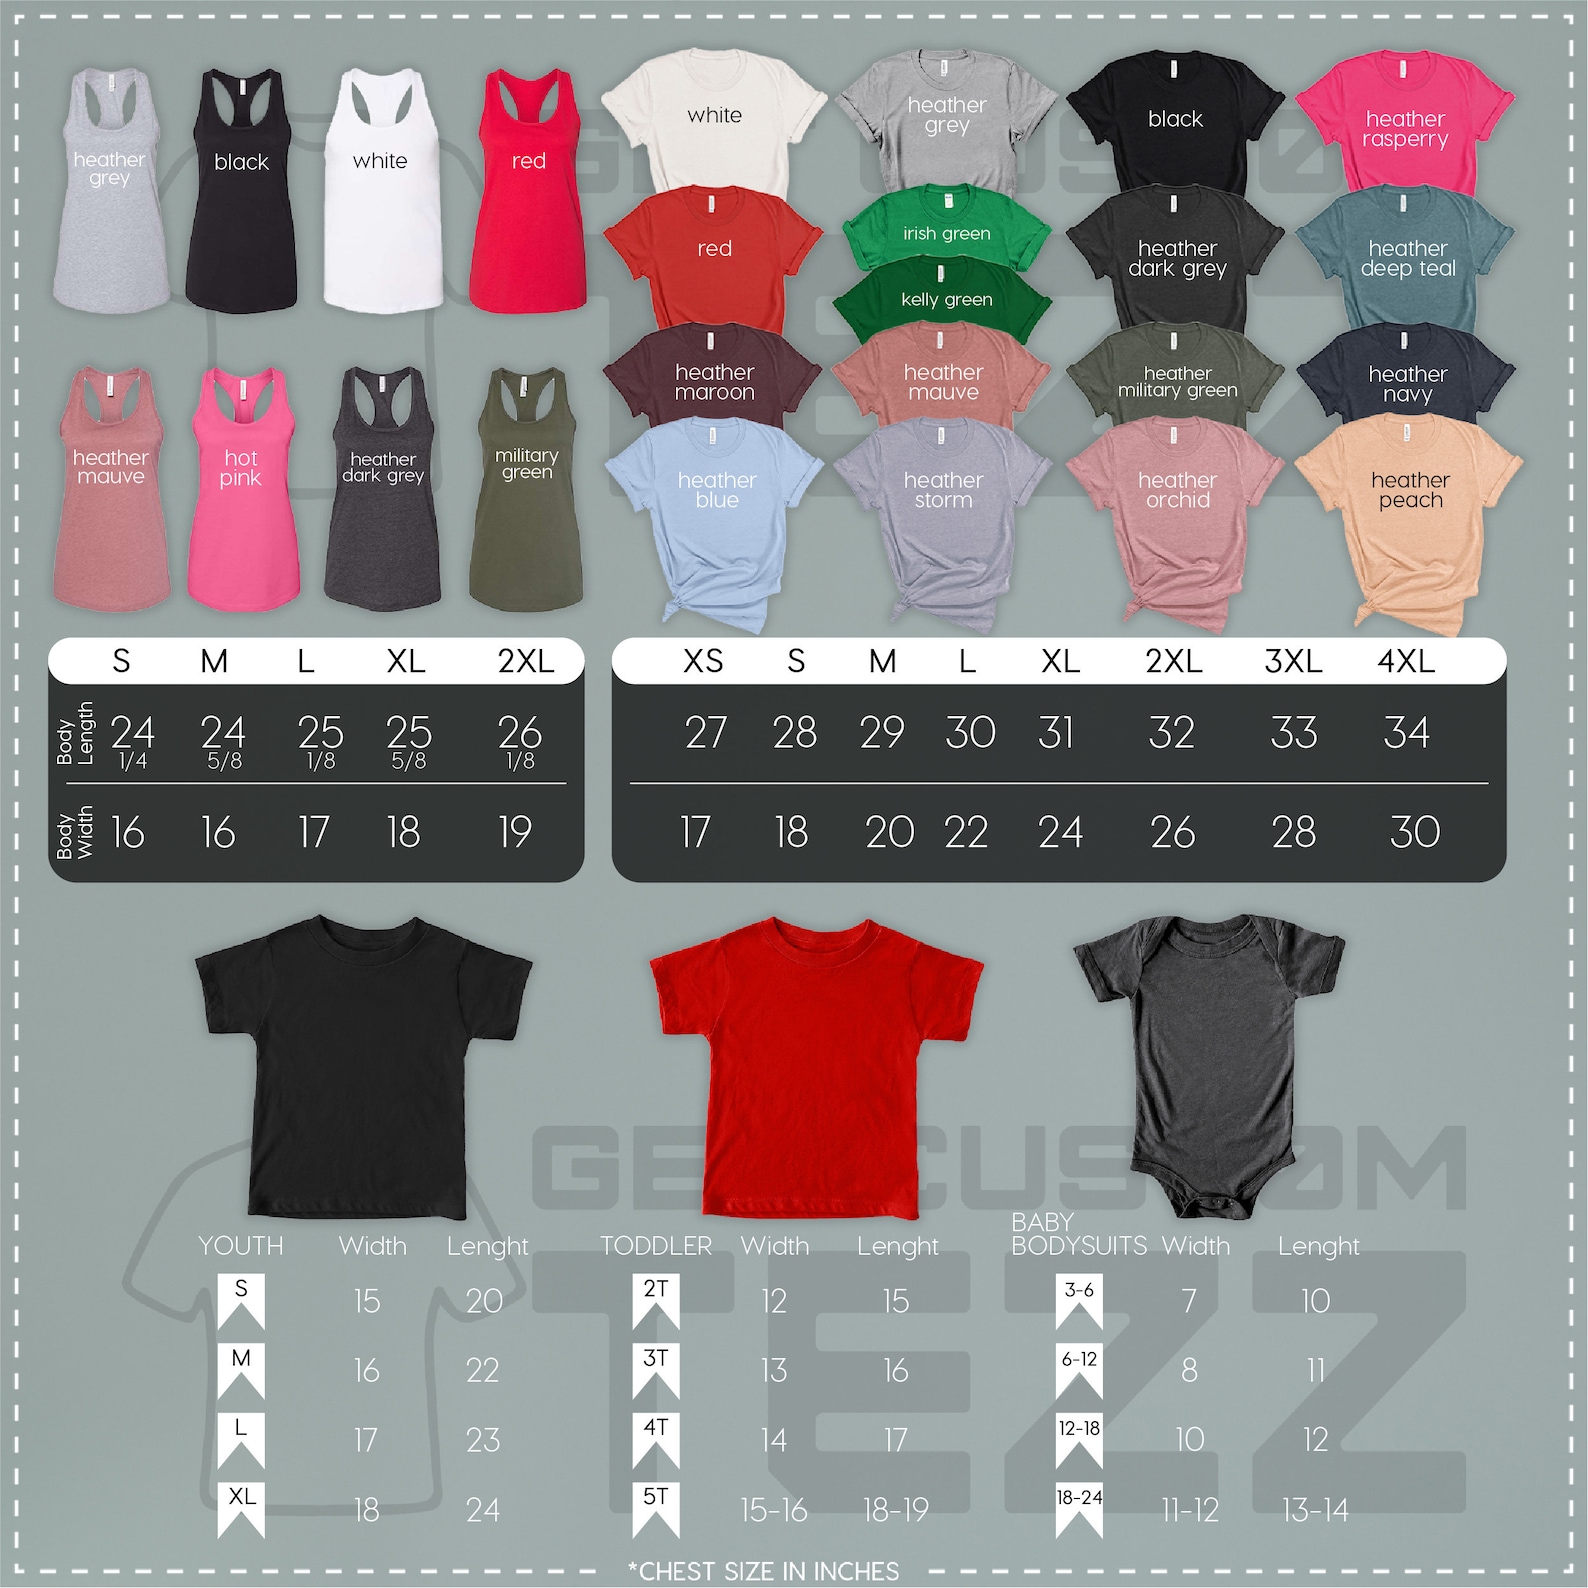 heather
grey
black
white
red
heather
mauve
hot
pink
heather
dark grey
military
green
white
heather
grey
black
heather
rasperry
red
irish green
kelly green
heather
dark grey
heather
deep teal
heather
maroon
heather
mauve
heather
military green
heather
navy
heather
blue
heather
storm
heather
orchid
heather
peach
S M L XL 2XL
Body
Length
24 1/4 24 5/8 25 1/8 25 5/8 26 1/8
Body
Width
16 16 17 18 19
XS S M L XL 2XL 3XL 4XL
27 28 29 30 31 32 33 34
17 18 20 22 24 26 28 30
YOUTH Width Lenght
S 15 20
M 16 22
L 17 23
XL 18 24
TODDLER Width Lenght
2T 12 15
3T 13 16
4T 14 17
5T 15-16 18-19
BABY
BODYSUITS Width Lenght
3-6 7 10
6-12 8 11
12-18 10 12
18-24 11-12 13-14
*CHEST SIZE IN INCHES